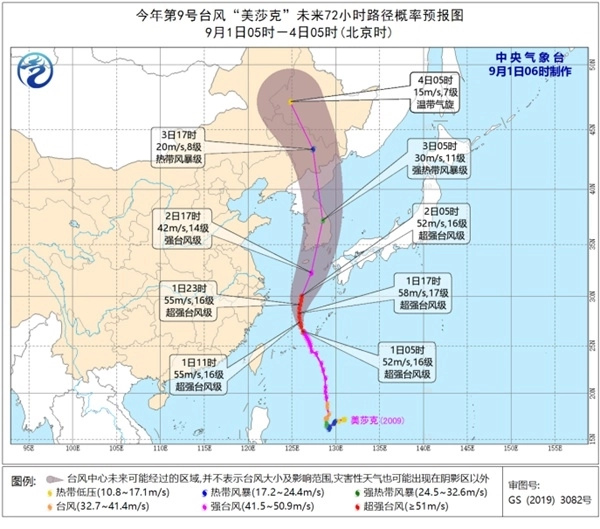 今年第9号台风“美莎克”未来72小时路径概率预报图
9月1日05时－4日05时(北京时)
中央气象台
9月1日06时制作
4日05时
15m/s,7级
温带气旋
3日17时
20m/s,8级
热带风暴级
3日05时
30m/s,11级
强热带风暴级
2日17时
42m/s,14级
强台风级
2日05时
52m/s,16级
超强台风级
1日23时
55m/s,16级
超强台风级
1日17时
58m/s,17级
超强台风级
1日11时
55m/s,16级
超强台风级
1日05时
52m/s,16级
超强台风级
美莎克(2009)
45N
40N
35N
30N
25N
20N
15N
95E 100E 105E 110E 115E 120E 125E 130E 135E 140E 145E 150E 155E
图例:
台风中心未来可能经过的区域,并不表示台风大小及影响范围,灾害性天气也可能出现在阴影区以外
热带低压(10.8~17.1m/s) 热带风暴(17.2~24.4m/s) 强热带风暴(24.5~32.6m/s)
台风(32.7~41.4m/s) 强台风(41.5~50.9m/s) 超强台风(≥51m/s)
审图号:
GS (2019) 3082号